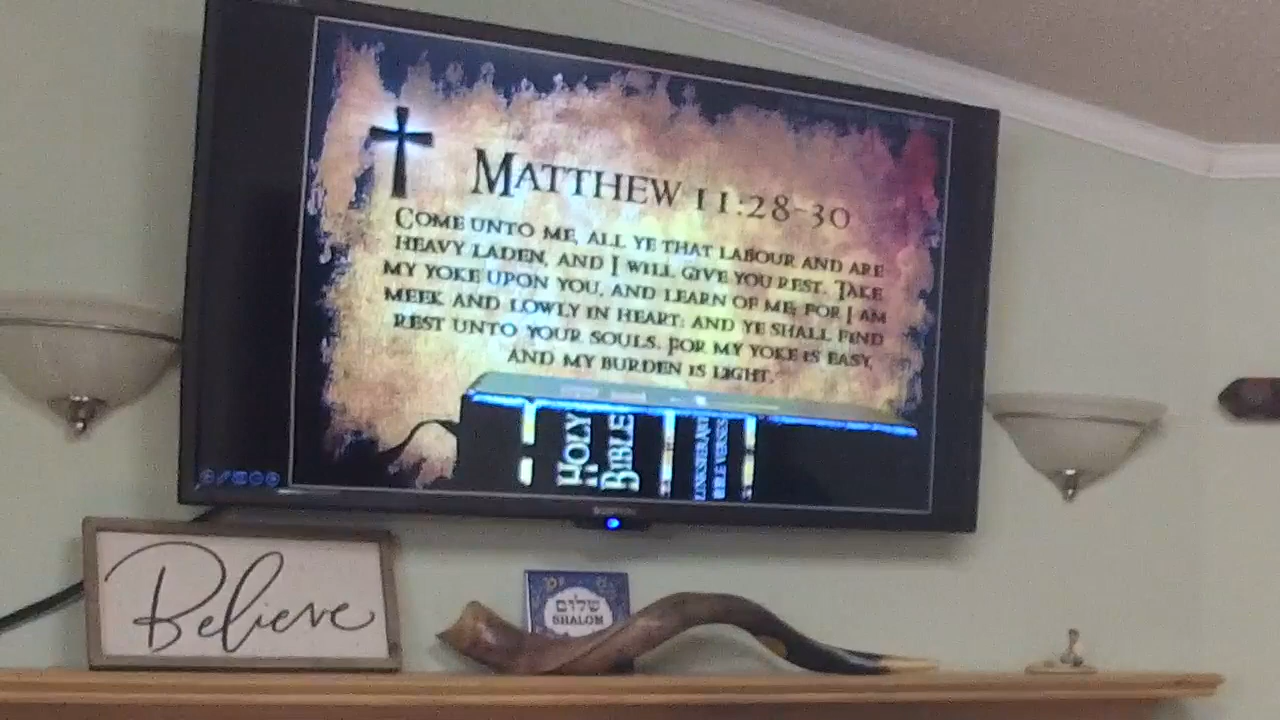 MATTHEW 11:28-30
COME UNTO ME, ALL YE THAT LABOUR AND ARE
HEAVY LADEN, AND I WILL GIVE YOU REST. TAKE
MY YOKE UPON YOU, AND LEARN OF ME; FOR I AM
MEEK AND LOWLY IN HEART: AND YE SHALL FIND
REST UNTO YOUR SOULS. FOR MY YOKE IS EASY,
AND MY BURDEN IS LIGHT.
HOLY
BIBLE
BIBLE VERSES
Believe
שלום
SHALOM